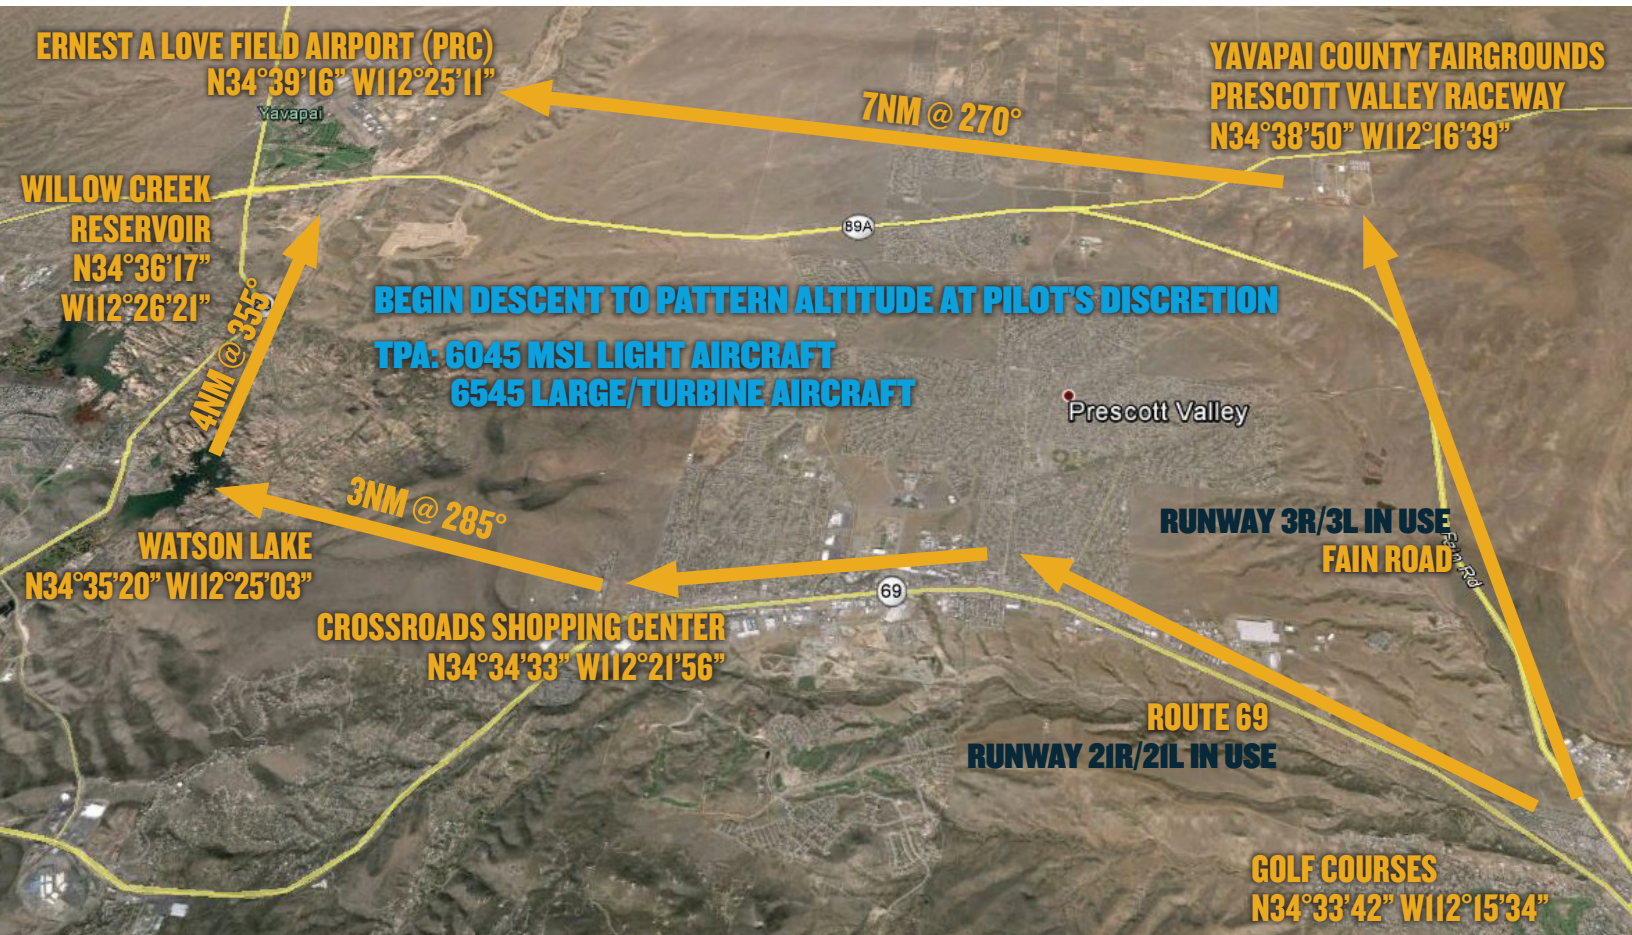 ERNEST A LOVE FIELD AIRPORT (PRC)
N34°39'16” W112°25'11”
Yavapai
7NM @ 270°
YAVAPAI COUNTY FAIRGROUNDS
PRESCOTT VALLEY RACEWAY
N34°38'50” W112°16'39”
WILLOW CREEK
RESERVOIR
N34°36'17”
W112°26'21”
89A
4NM @ 355°
BEGIN DESCENT TO PATTERN ALTITUDE AT PILOT'S DISCRETION
TPA: 6045 MSL LIGHT AIRCRAFT
6545 LARGE/TURBINE AIRCRAFT
Prescott Valley
3NM @ 285°
RUNWAY 3R/3L IN USE
FAIN ROAD
Fain Rd
WATSON LAKE
N34°35'20” W112°25'03”
69
CROSSROADS SHOPPING CENTER
N34°34'33” W112°21'56”
ROUTE 69
RUNWAY 21R/21L IN USE
GOLF COURSES
N34°33'42” W112°15'34”